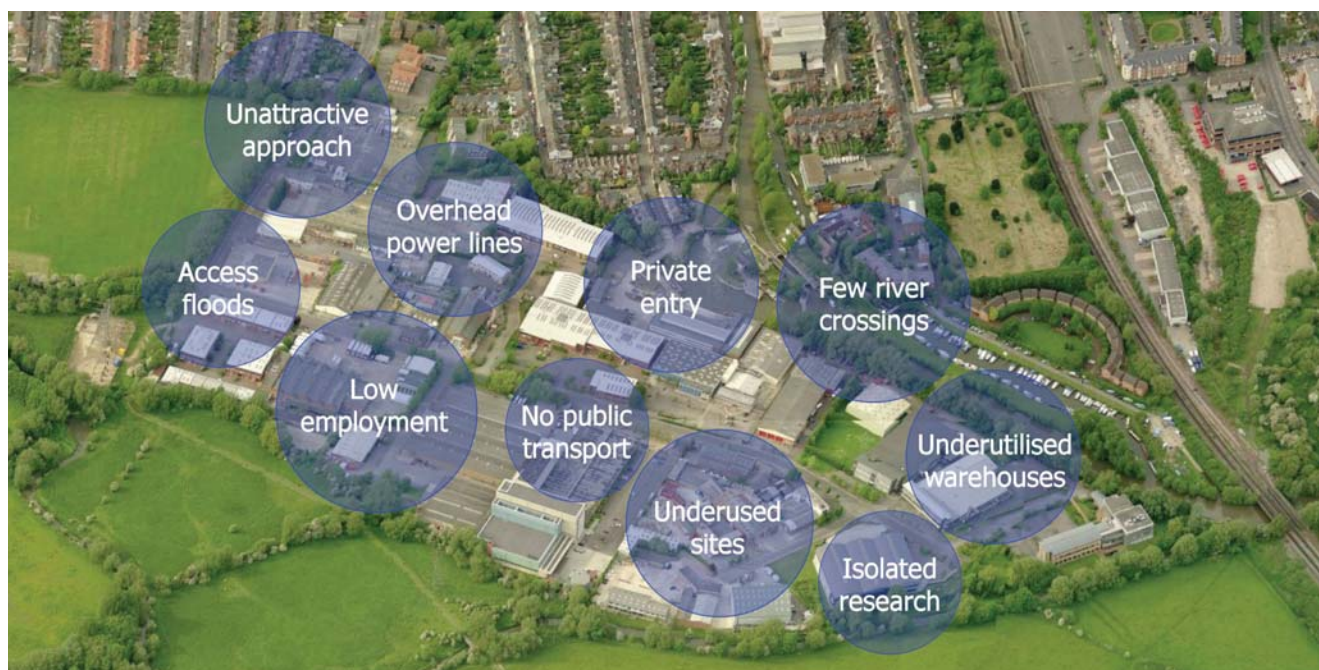 Unattractive
approach
Overhead
power lines
Access
floods
Private
entry
Few river
crossings
Low
employment
No public
transport
Underutilised
warehouses
Underused
sites
Isolated
research